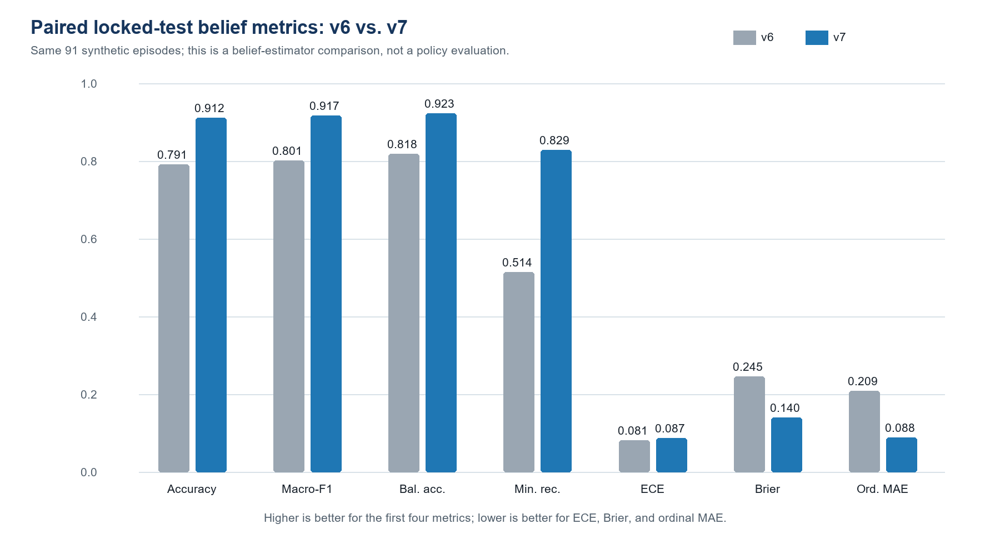 Paired locked-test belief metrics: v6 vs. v7
Same 91 synthetic episodes; this is a belief-estimator comparison, not a policy evaluation.
v6 v7
1.0
0.8
0.6
0.4
0.2
0.0
0.791 0.912
0.801 0.917
0.818 0.923
0.514 0.829
0.081 0.087
0.245 0.140
0.209 0.088
Accuracy Macro-F1 Bal. acc. Min. rec. ECE Brier Ord. MAE
Higher is better for the first four metrics; lower is better for ECE, Brier, and ordinal MAE.